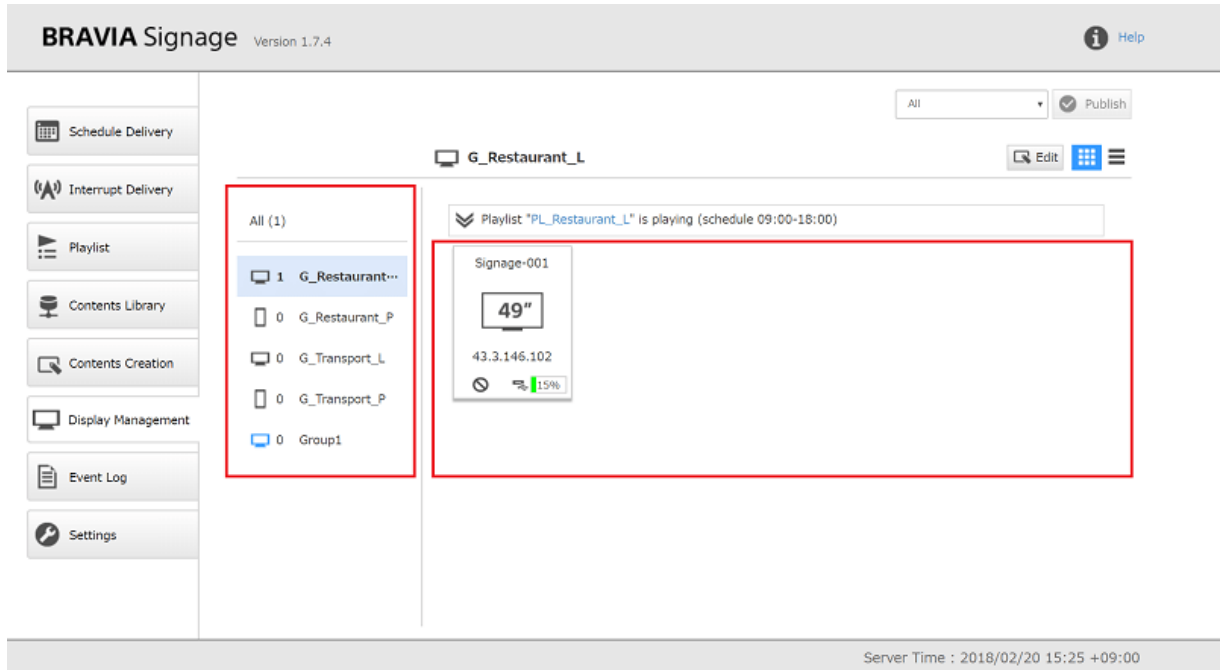 BRAVIA Signage Version 1.7.4
Help
Schedule Delivery
Interrupt Delivery
Playlist
Contents Library
Contents Creation
Display Management
Event Log
Settings
All
Publish
G_Restaurant_L
Edit
All (1)
1 G_Restaurant···
0 G_Restaurant_P
0 G_Transport_L
0 G_Transport_P
0 Group1
Playlist "PL_Restaurant_L" is playing (schedule 09:00-18:00)
Signage-001
49"
43.3.146.102
15%
Server Time : 2018/02/20 15:25 +09:00